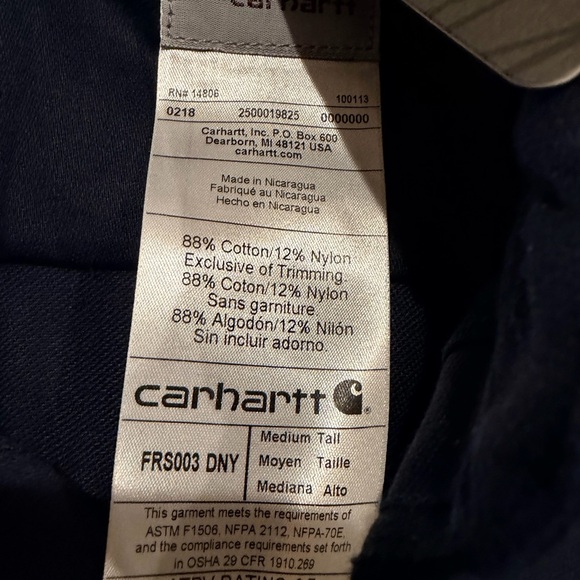 carhartt
RN# 14806 100113
0218 2500019825 0000000
Carhartt, Inc. P.O. Box 600
Dearborn, MI 48121 USA
carhartt.com
Made in Nicaragua
Fabriqué au Nicaragua
Hecho en Nicaragua
88% Cotton/12% Nylon
Exclusive of Trimming.
88% Coton/12% Nylon
Sans garniture
88% Algodón/12% Nilón
Sin incluir adorno.
carhartt
FRS003 DNY
Medium Tall
Moyen Taille
Mediana Alto
This garment meets the requirements of
ASTM F1506, NFPA 2112, NFPA-70E,
and the compliance requirements set forth
in OSHA 29 CFR 1910.269